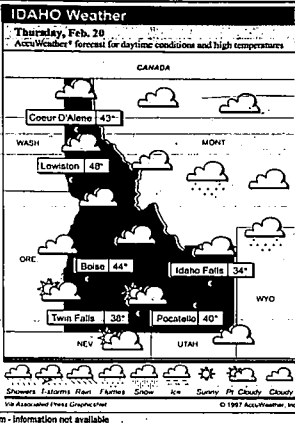 IDAHO Weather
Thursday, Feb. 20
AccuWeather® forecast for daytime conditions and high temperatures
CANADA
Coeur D'Alene 43°
WASH
MONT
Lewiston 48°
ORE
Boise 44°
Idaho Falls 34°
WYO
Twin Falls 38°
Pocatello 40°
NEV
UTAH
Showers T-storms Rain Flurries Snow Ice Sunny Pt. Cloudy Cloudy
Via Associated Press GraphicsNet
© 1997 AccuWeather, Inc
m - Information not available